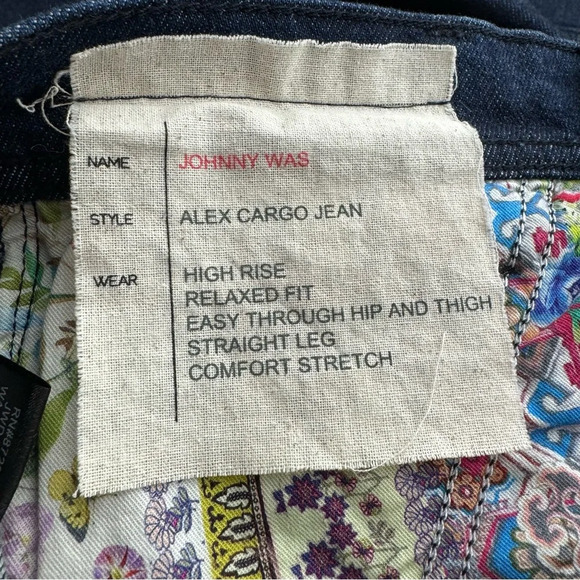 NAME JOHNNY WAS
STYLE ALEX CARGO JEAN
WEAR HIGH RISE
RELAXED FIT
EASY THROUGH HIP AND THIGH
STRAIGHT LEG
COMFORT STRETCH